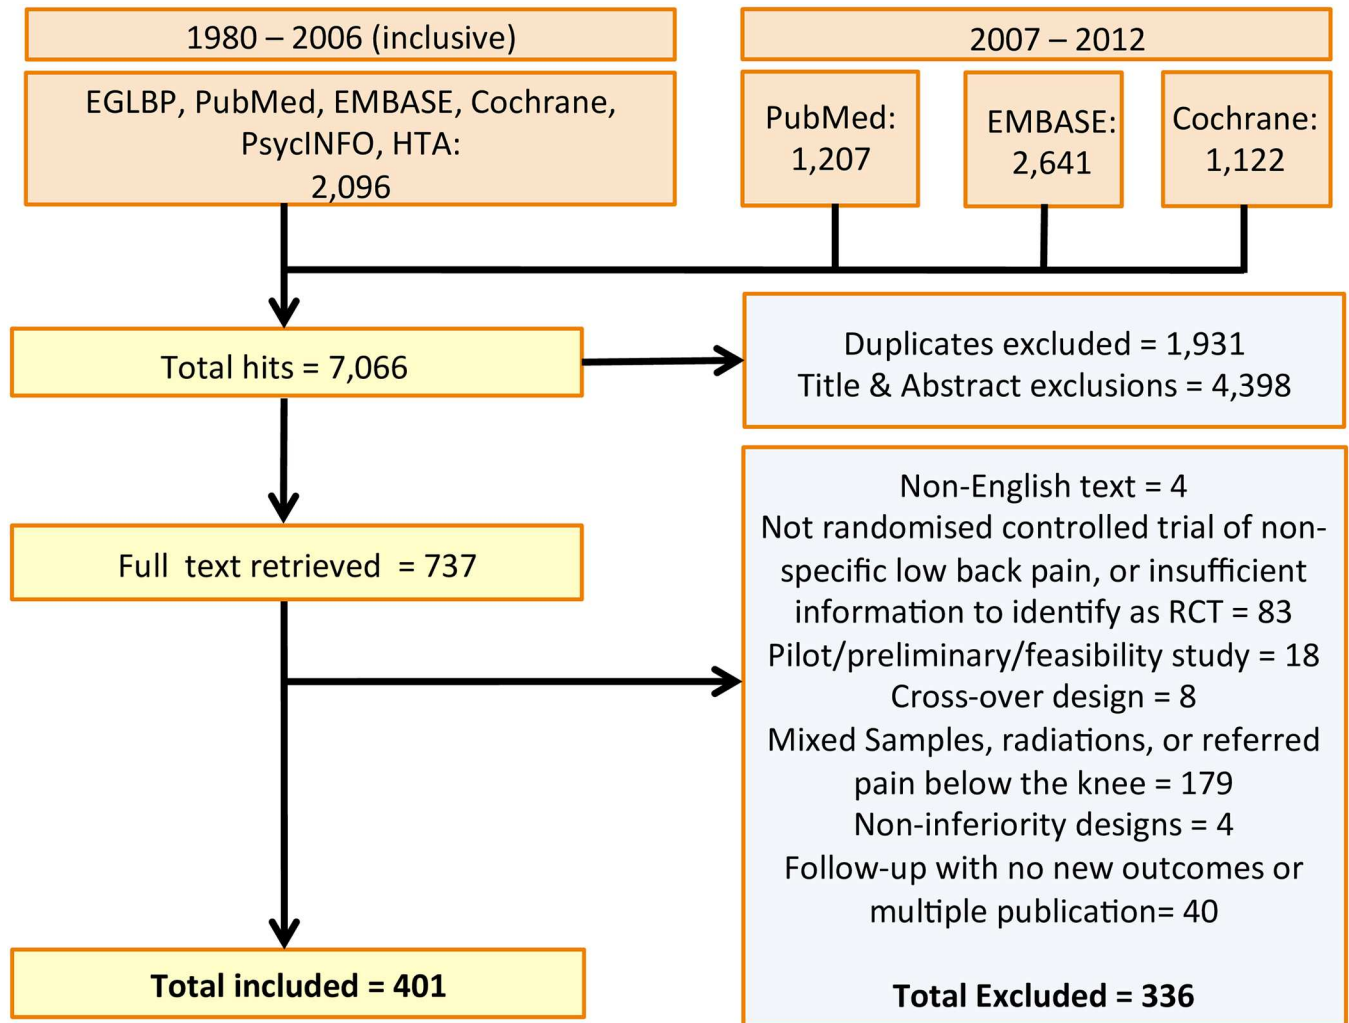 1980 – 2006 (inclusive)
2007 – 2012
EGLBP, PubMed, EMBASE, Cochrane,
PsycINFO, HTA:
2,096
PubMed:
1,207
EMBASE:
2,641
Cochrane:
1,122
Total hits = 7,066
Duplicates excluded = 1,931
Title & Abstract exclusions = 4,398
Full text retrieved = 737
Non-English text = 4
Not randomised controlled trial of non-
specific low back pain, or insufficient
information to identify as RCT = 83
Pilot/preliminary/feasibility study = 18
Cross-over design = 8
Mixed Samples, radiations, or referred
pain below the knee = 179
Non-inferiority designs = 4
Follow-up with no new outcomes or
multiple publication= 40
Total Excluded = 336
Total included = 401